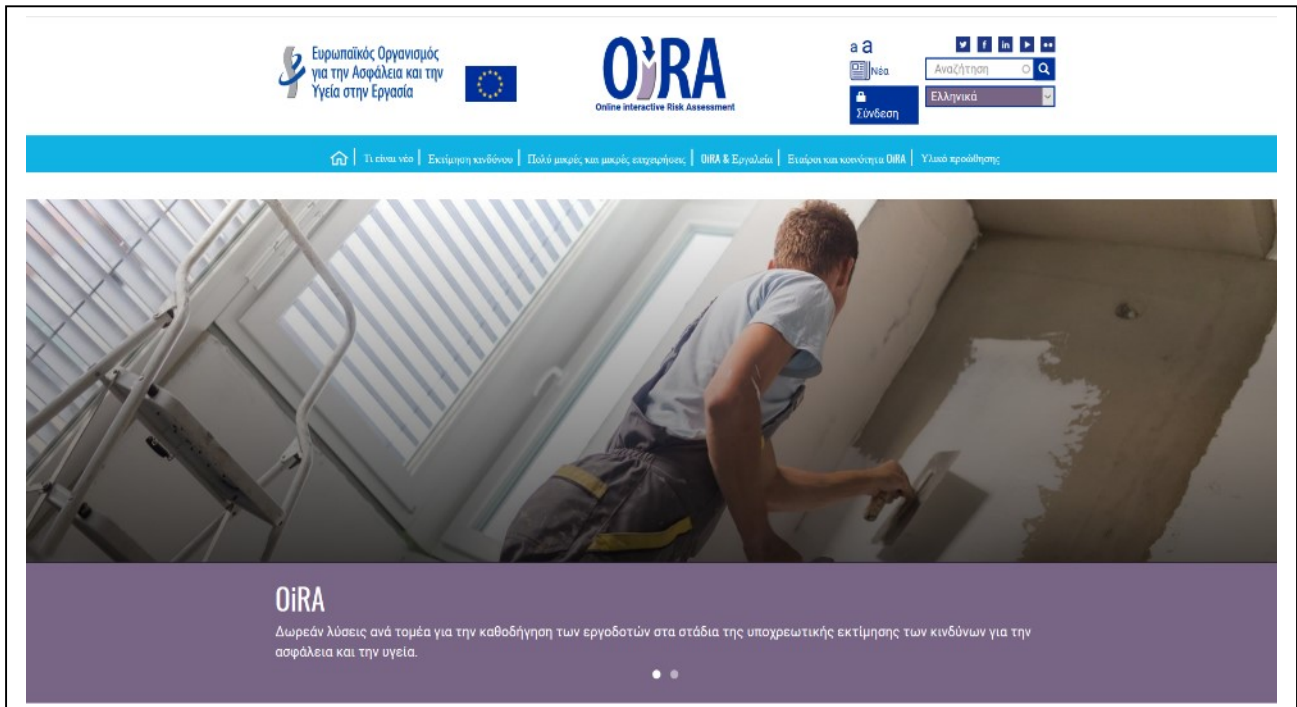 Ευρωπαϊκός Οργανισμός
για την Ασφάλεια και την
Υγεία στην Εργασία
OiRA
Online interactive Risk Assessment
a a
Νέα
Αναζήτηση
Σύνδεση
Ελληνικά
Τι είναι νέο | Εκτίμηση κινδύνου | Πολύ μικρές και μικρές επιχειρήσεις | OiRA & Εργαλεία | Εταίροι και κοινότητα OiRA | Υλικό προώθησης
OiRA
Δωρεάν λύσεις ανά τομέα για την καθοδήγηση των εργοδοτών στα στάδια της υποχρεωτικής εκτίμησης των κινδύνων για την
ασφάλεια και την υγεία.